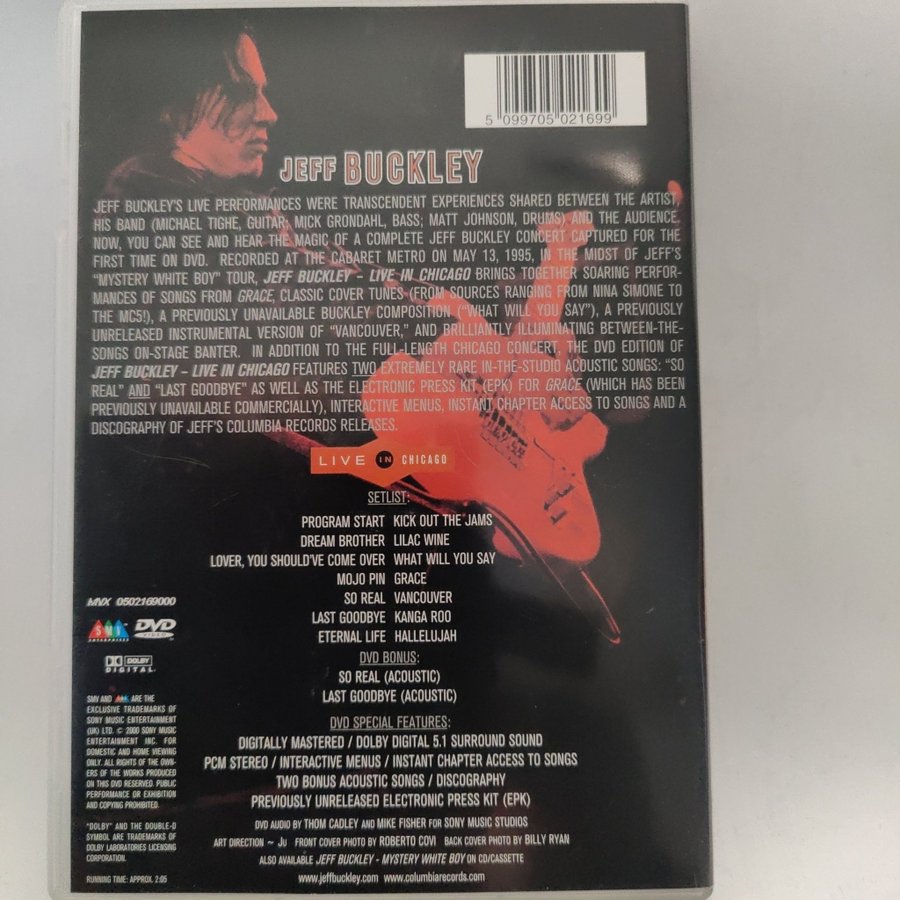 5 099705 021699
JEFF BUCKLEY
JEFF BUCKLEY'S LIVE PERFORMANCES WERE TRANSCENDENT EXPERIENCES SHARED BETWEEN THE ARTIST,
HIS BAND (MICHAEL TIGHE, GUITAR; MICK GRONDAHL, BASS; MATT JOHNSON, DRUMS) AND THE AUDIENCE.
NOW, YOU CAN SEE AND HEAR THE MAGIC OF A COMPLETE JEFF BUCKLEY CONCERT CAPTURED FOR THE
FIRST TIME ON DVD. RECORDED AT THE CABARET METRO ON MAY 13, 1995, IN THE MIDST OF JEFF'S
"MYSTERY WHITE BOY" TOUR, JEFF BUCKLEY – LIVE IN CHICAGO BRINGS TOGETHER SOARING PERFOR-
MANCES OF SONGS FROM GRACE, CLASSIC COVER TUNES (FROM SOURCES RANGING FROM NINA SIMONE TO
THE MC5!), A PREVIOUSLY UNAVAILABLE BUCKLEY COMPOSITION ("WHAT WILL YOU SAY"), A PREVIOUSLY
UNRELEASED INSTRUMENTAL VERSION OF "VANCOUVER," AND BRILLIANTLY ILLUMINATING BETWEEN-THE-
SONGS ON-STAGE BANTER. IN ADDITION TO THE FULL-LENGTH CHICAGO CONCERT, THE DVD EDITION OF
JEFF BUCKLEY – LIVE IN CHICAGO FEATURES TWO EXTREMELY RARE IN-THE-STUDIO ACOUSTIC SONGS: "SO
REAL" AND "LAST GOODBYE" AS WELL AS THE ELECTRONIC PRESS KIT (EPK) FOR GRACE (WHICH HAS BEEN
PREVIOUSLY UNAVAILABLE COMMERCIALLY), INTERACTIVE MENUS, INSTANT CHAPTER ACCESS TO SONGS AND A
DISCOGRAPHY OF JEFF'S COLUMBIA RECORDS RELEASES.
LIVE IN CHICAGO
SETLIST:
PROGRAM START KICK OUT THE JAMS
DREAM BROTHER LILAC WINE
LOVER, YOU SHOULD'VE COME OVER WHAT WILL YOU SAY
MOJO PIN GRACE
SO REAL VANCOUVER
LAST GOODBYE KANGA ROO
ETERNAL LIFE HALLELUJAH
DVD BONUS:
SO REAL (ACOUSTIC)
LAST GOODBYE (ACOUSTIC)
DVD SPECIAL FEATURES:
DIGITALLY MASTERED / DOLBY DIGITAL 5.1 SURROUND SOUND
PCM STEREO / INTERACTIVE MENUS / INSTANT CHAPTER ACCESS TO SONGS
TWO BONUS ACOUSTIC SONGS / DISCOGRAPHY
PREVIOUSLY UNRELEASED ELECTRONIC PRESS KIT (EPK)
DVD AUDIO BY THOM CADLEY AND MIKE FISHER FOR SONY MUSIC STUDIOS
ART DIRECTION ~ Ju FRONT COVER PHOTO BY ROBERTO COVI BACK COVER PHOTO BY BILLY RYAN
ALSO AVAILABLE JEFF BUCKLEY - MYSTERY WHITE BOY ON CD/CASSETTE
www.jeffbuckley.com www.columbiarecords.com
MVX 0502169000
SMV DVD
ENTERPRISES VIDEO
DOLBY
DIGITAL
SMV AND SMV ARE THE
EXCLUSIVE TRADEMARKS OF
SONY MUSIC ENTERTAINMENT
(UK) LTD. © 2000 SONY MUSIC
ENTERTAINMENT INC. FOR
DOMESTIC AND HOME VIEWING
ONLY. ALL RIGHTS OF THE OWN-
ERS OF THE WORKS PRODUCED
ON THIS DVD RESERVED. PUBLIC
PERFORMANCE OR EXHIBITION
AND COPYING PROHIBITED.
"DOLBY" AND THE DOUBLE-D
SYMBOL ARE TRADEMARKS OF
DOLBY LABORATORIES LICENSING
CORPORATION.
RUNNING TIME: APPROX. 2:05